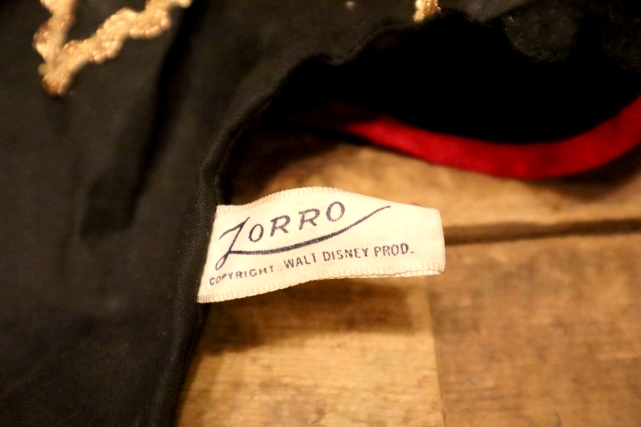 ZORRO
COPYRIGHT . WALT DISNEY PROD.